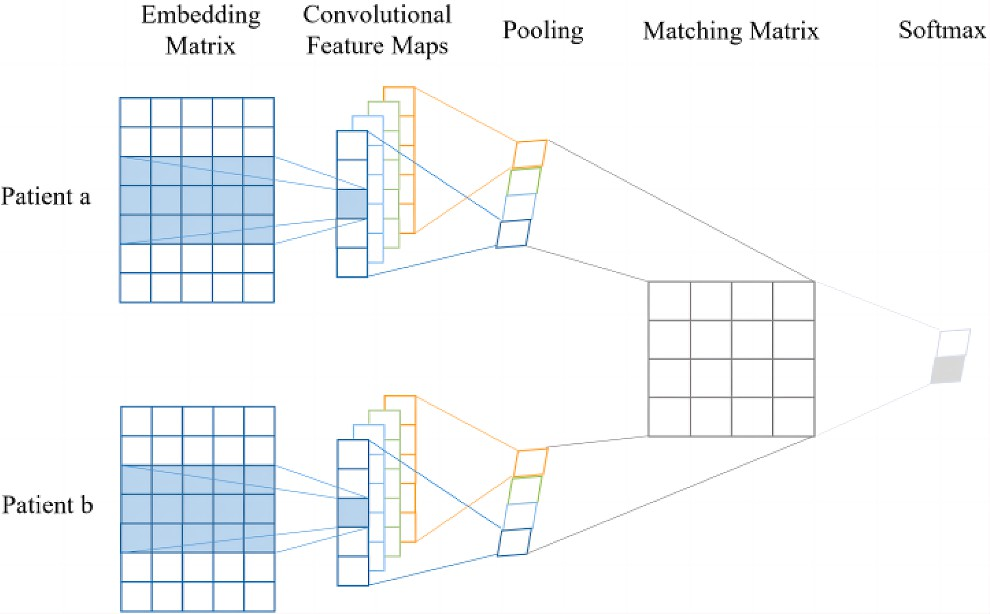 Embedding
Matrix
Convolutional
Feature Maps
Pooling
Matching Matrix
Softmax
Patient a
Patient b